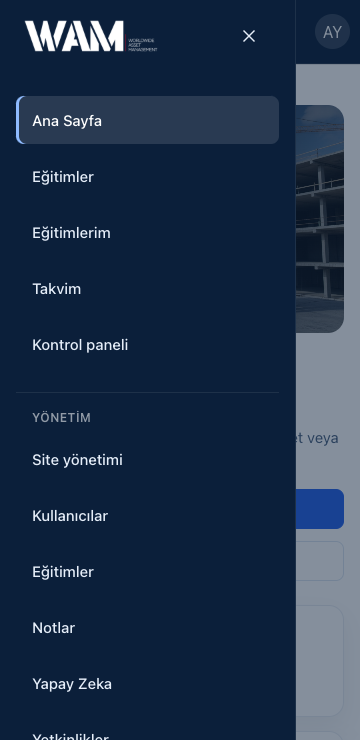 WAM
WORLDWIDE
ASSET
MANAGEMENT
AY
Ana Sayfa
Eğitimler
Eğitimlerim
Takvim
Kontrol paneli
YÖNETİM
et veya
Site yönetimi
Kullanıcılar
Eğitimler
Notlar
Yapay Zeka
Yetkinlikler